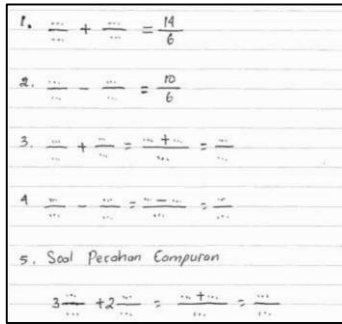 1. .../... + .../... = 14/6
2. .../... - .../... = 10/6
3. .../... + .../... = ... + .../... = .../...
4 .../... - .../... = ... - .../... = .../...
5. Soal Pecahan Campuran
3 .../... + 2 .../... = ... + .../... = .../...